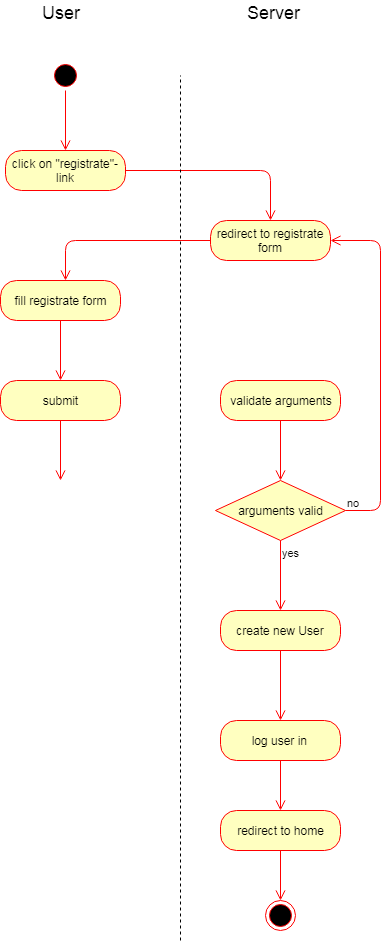 User
Server
click on "registrate"-
link
redirect to registrate
form
fill registrate form
submit
validate arguments
arguments valid
no
yes
create new User
log user in
redirect to home